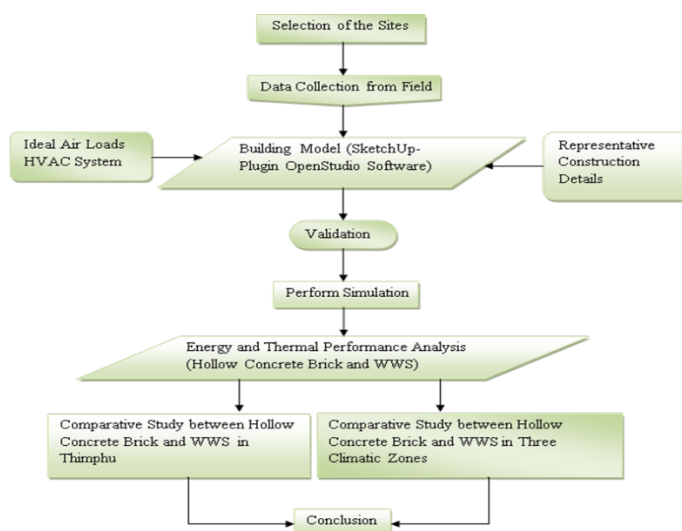 Selection of the Sites
Data Collection from Field
Ideal Air Loads
HVAC System
Building Model (SketchUp-
Plugin OpenStudio Software)
Representative
Construction
Details
Validation
Perform Simulation
Energy and Thermal Performance Analysis
(Hollow Concrete Brick and WWS)
Comparative Study between Hollow
Concrete Brick and WWS in
Thimphu
Comparative Study between Hollow
Concrete Brick and WWS in Three
Climatic Zones
Conclusion